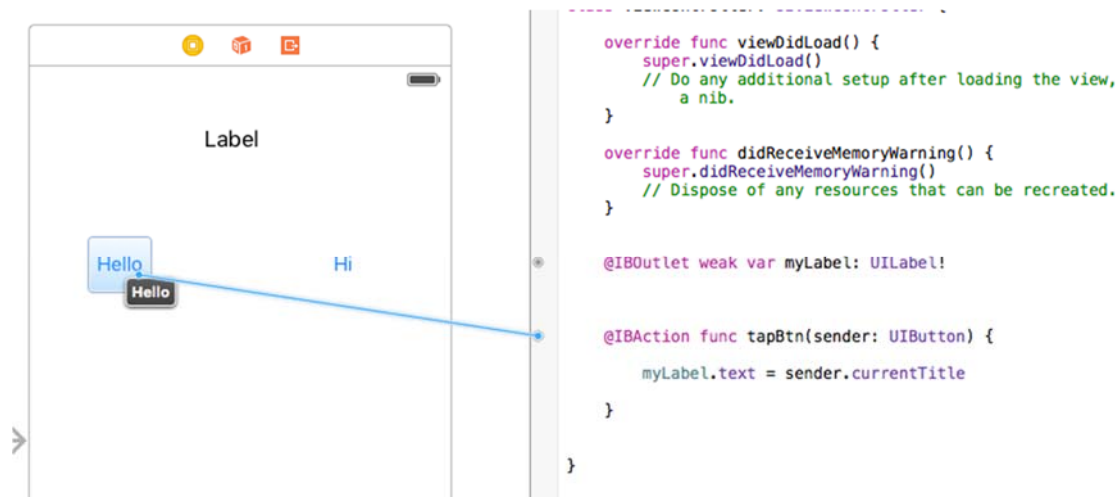 override func viewDidLoad() {
super.viewDidLoad()
// Do any additional setup after loading the view,
a nib.
}
override func didReceiveMemoryWarning() {
super.didReceiveMemoryWarning()
// Dispose of any resources that can be recreated.
}
@IBOutlet weak var myLabel: UILabel!
@IBAction func tapBtn(sender: UIButton) {
myLabel.text = sender.currentTitle
}
}
Label
Hello
Hi
Hello